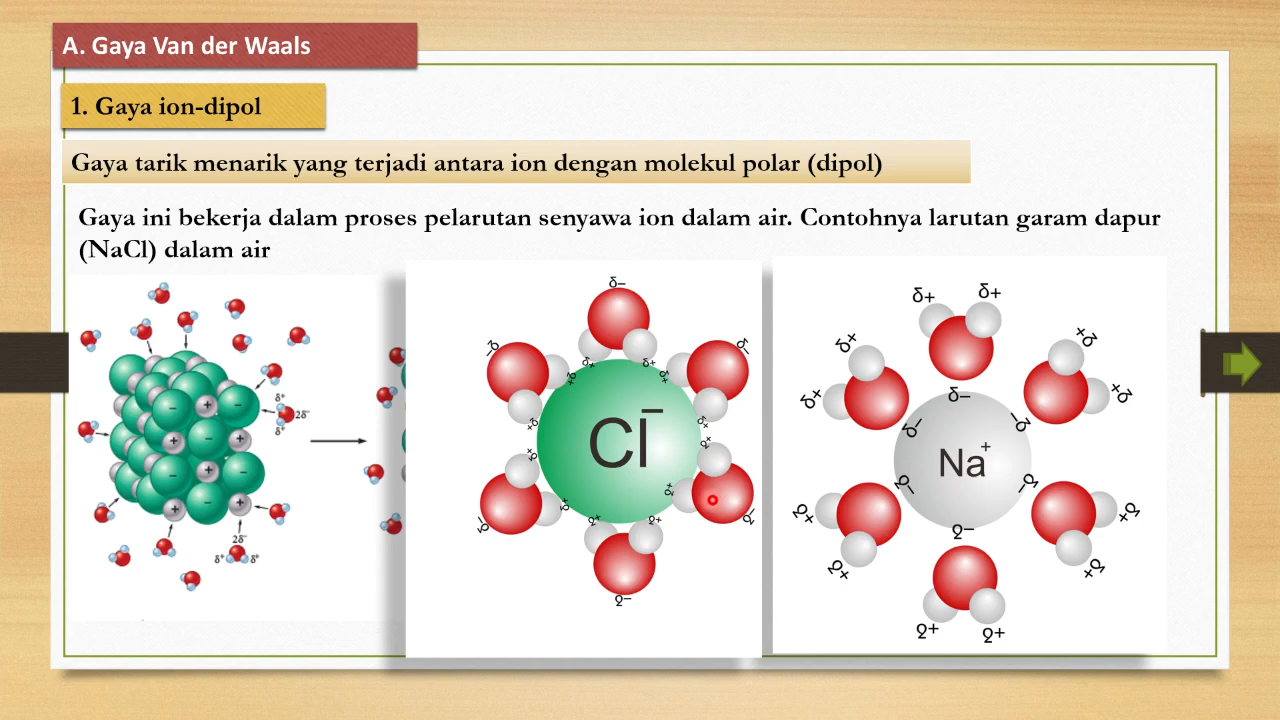 A. Gaya Van der Waals
1. Gaya ion-dipol
Gaya tarik menarik yang terjadi antara ion dengan molekul polar (dipol)
Gaya ini bekerja dalam proses pelarutan senyawa ion dalam air. Contohnya larutan garam dapur
(NaCl) dalam air
δ⁺
2δ⁻
δ⁺
2δ⁻
δ⁺ δ⁺
- + - - + + - + - - + +
δ–
δ– δ–
δ+ δ+
δ+ δ+
δ+ δ+
Cl⁻
δ+ δ+
δ+ δ+
δ+ δ+
δ– δ–
δ–
δ+ δ+
δ+ δ+
δ+ δ+
δ–
δ– δ–
Na⁺
δ– δ–
δ–
δ+ δ+
δ+ δ+
δ+ δ+